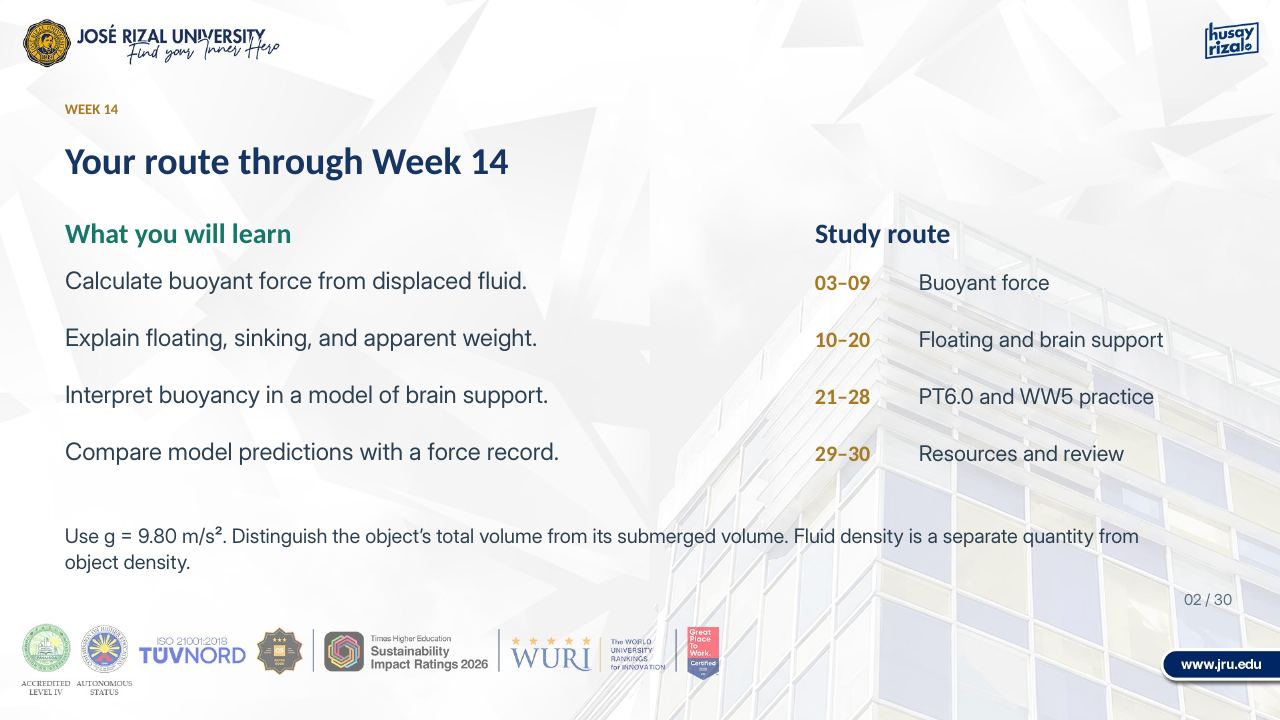 JOSÉ RIZAL UNIVERSITY
Find your Inner Hero
husay
rizal
WEEK 14
Your route through Week 14
What you will learn
Calculate buoyant force from displaced fluid.
Explain floating, sinking, and apparent weight.
Interpret buoyancy in a model of brain support.
Compare model predictions with a force record.
Study route
03–09 Buoyant force
10–20 Floating and brain support
21–28 PT6.0 and WW5 practice
29–30 Resources and review
Use g = 9.80 m/s². Distinguish the object’s total volume from its submerged volume. Fluid density is a separate quantity from
object density.
02 / 30
ACCREDITED
LEVEL IV
AUTONOMOUS
STATUS
ISO 21001:2018
TÜVNORD
Times Higher Education
Sustainability
Impact Ratings 2026
WURI
The WORLD
UNIVERSITY
RANKINGS
for INNOVATION
Great
Place
To
Work.
Certified
www.jru.edu